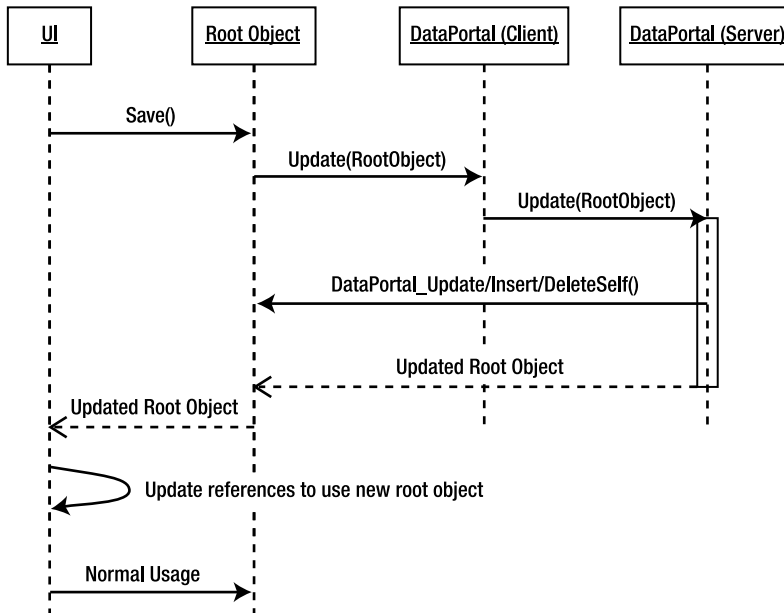 UI
Root Object
DataPortal (Client)
DataPortal (Server)
Save()
Update(RootObject)
Update(RootObject)
DataPortal_Update/Insert/DeleteSelf()
Updated Root Object
Updated Root Object
Update references to use new root object
Normal Usage